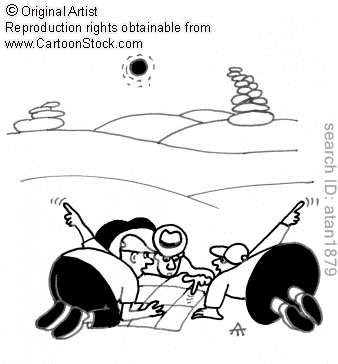 © Original Artist
Reproduction rights obtainable from
www.CartoonStock.com
search ID: atan1879